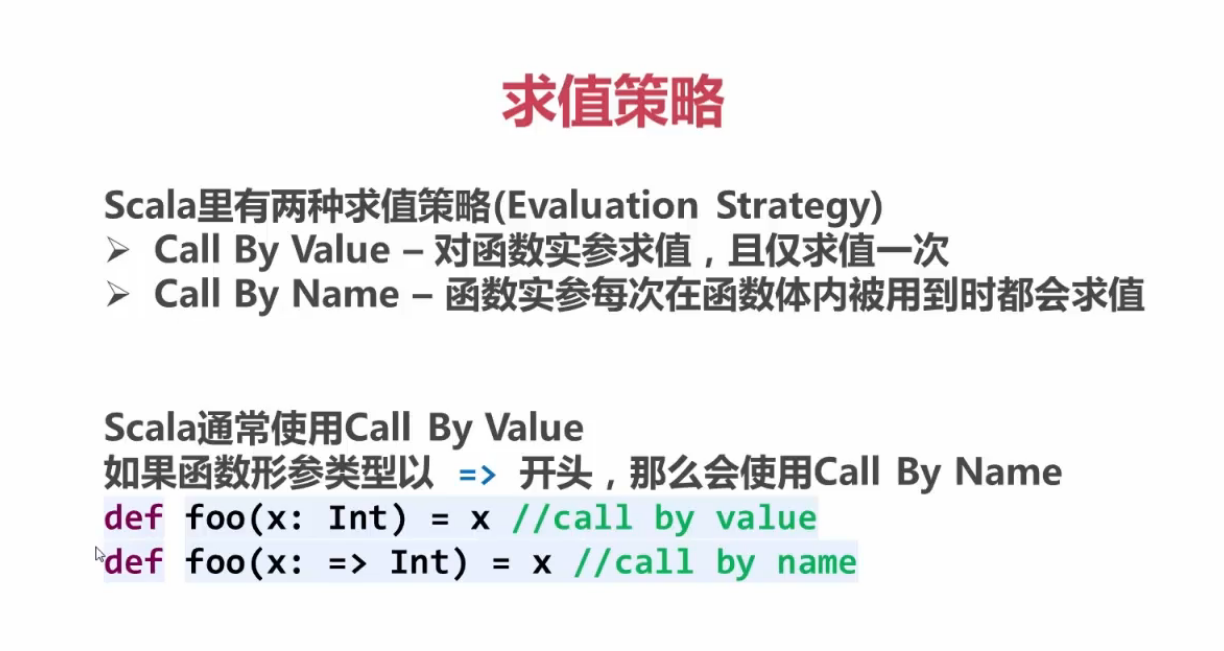 求值策略
Scala里有两种求值策略(Evaluation Strategy)
➢ Call By Value – 对函数实参求值，且仅求值一次
➢ Call By Name – 函数实参每次在函数体内被用到时都会求值
Scala通常使用Call By Value
如果函数形参类型以 => 开头，那么会使用Call By Name
def foo(x: Int) = x //call by value
def foo(x: => Int) = x //call by name